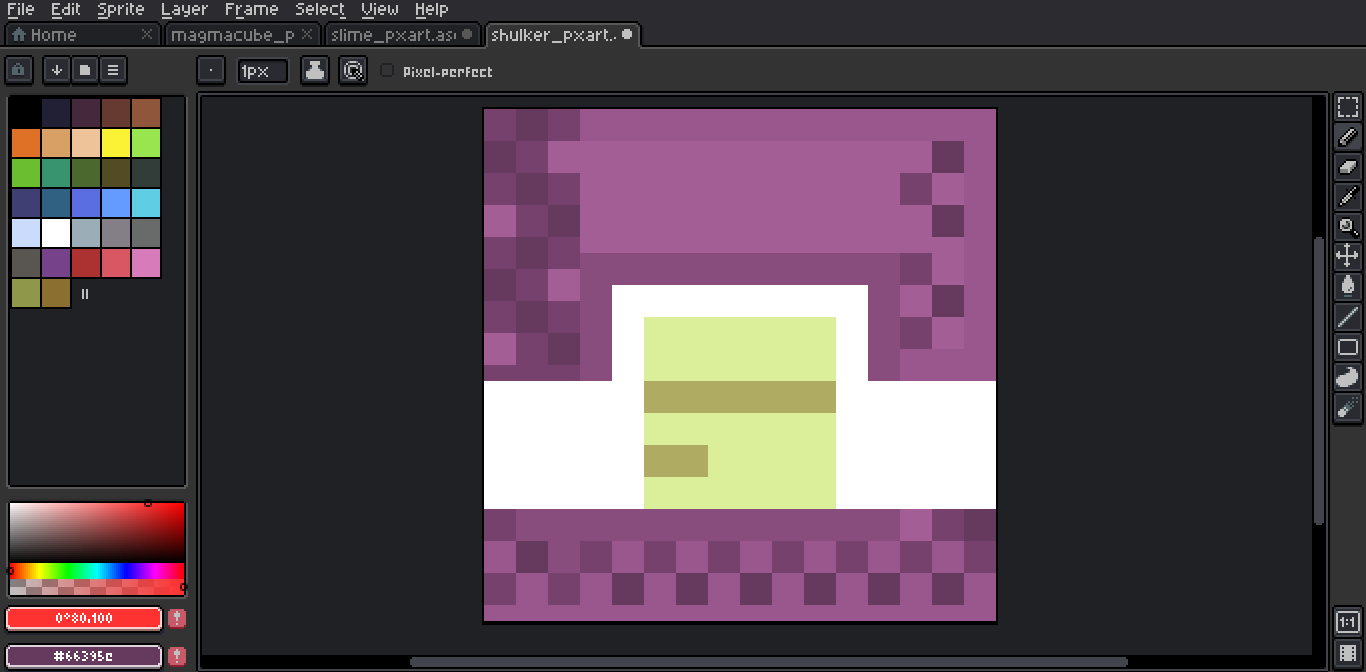 File Edit Sprite Layer Frame Select View Help
Home magmacube_p slime_pxart.as shulker_pxart.
1px Pixel-perfect
0°80,100
#66395c
1:1